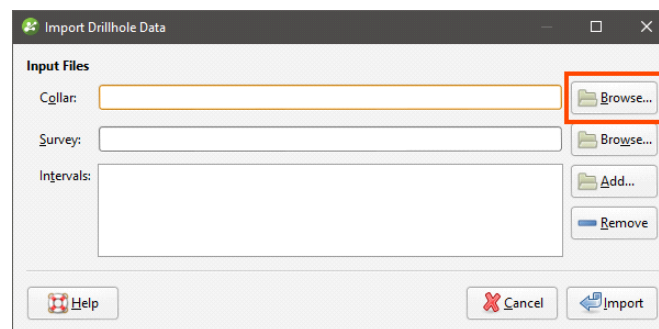 Import Drillhole Data
Input Files
Collar: Browse...
Survey: Browse...
Intervals: Add...
Remove
Help Cancel Import